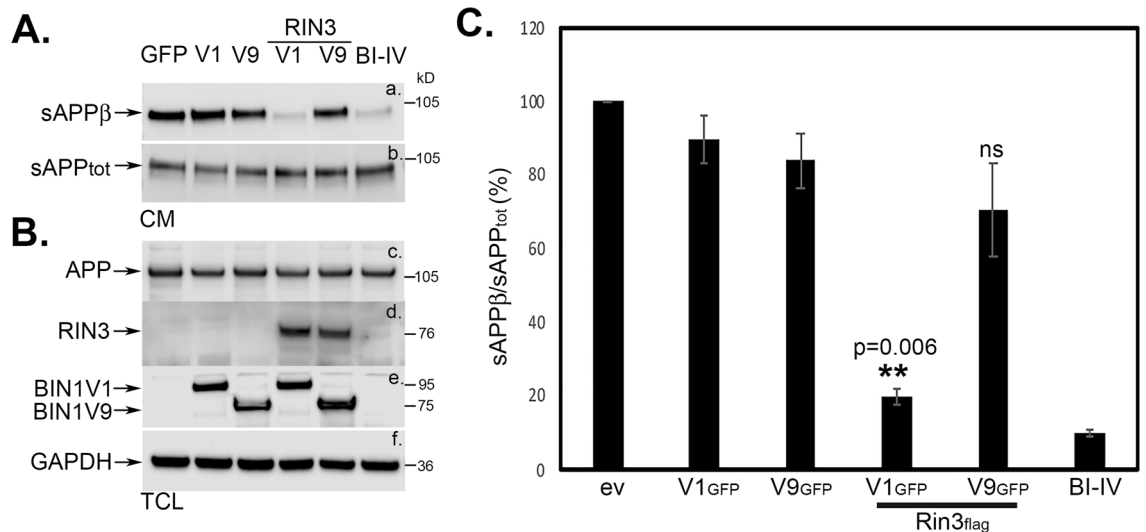 A.
RIN3
GFP V1 V9 V1 V9 BI-IV
kD
a.
sAPPβ 105
b.
sAPPtot 105
CM
B.
c.
APP 105
d.
RIN3 76
e.
BIN1V1 95
BIN1V9 75
f.
GAPDH 36
TCL
C.
sAPPβ/sAPPtot (%)
120
100
80
60
40
20
0
ns
p=0.006
**
ev V1GFP V9GFP V1GFP V9GFP BI-IV
Rin3flag